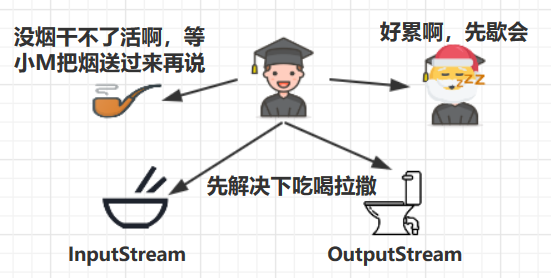 没烟干不了活啊，等
小M把烟送过来再说
好累啊，先歇会
zzz
先解决下吃喝拉撒
InputStream
OutputStream